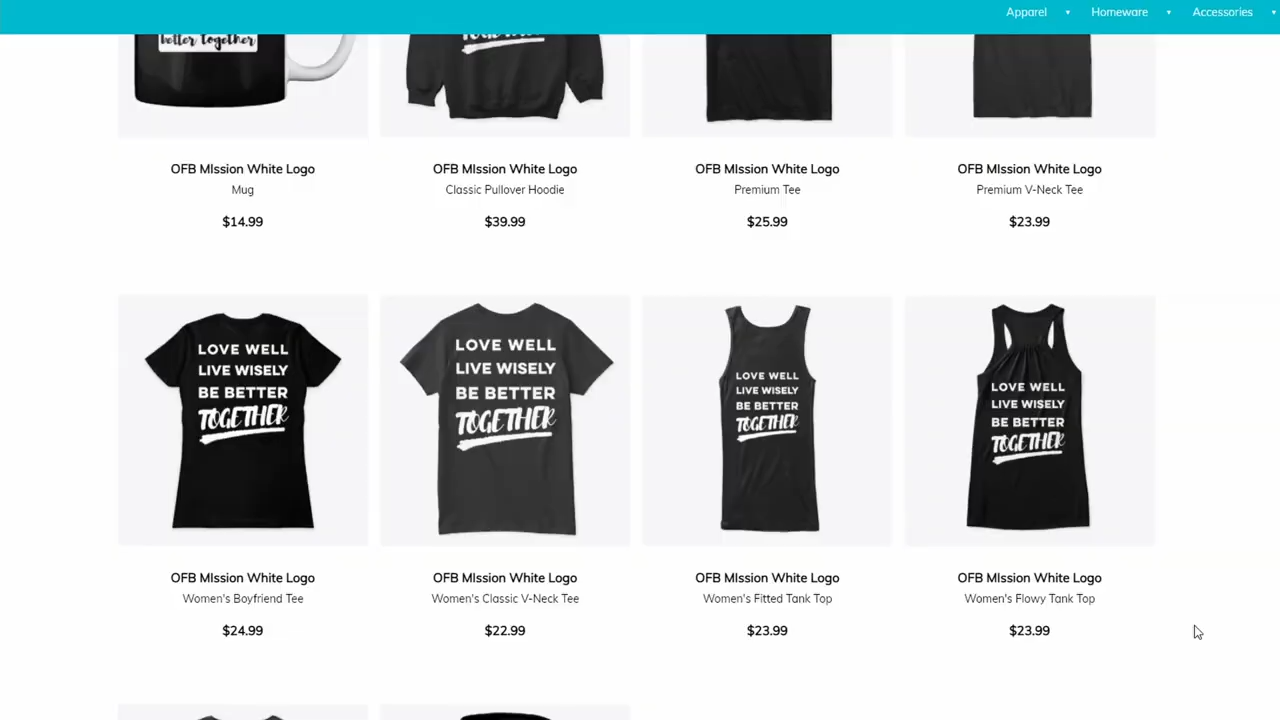 Apparel ▾ Homeware ▾ Accessories ▾
better together
OFB MIssion White Logo
Mug
$14.99
OFB MIssion White Logo
Classic Pullover Hoodie
$39.99
OFB MIssion White Logo
Premium Tee
$25.99
OFB MIssion White Logo
Premium V-Neck Tee
$23.99
LOVE WELL
LIVE WISELY
BE BETTER
TOGETHER
LOVE WELL
LIVE WISELY
BE BETTER
TOGETHER
LOVE WELL
LIVE WISELY
BE BETTER
TOGETHER
LOVE WELL
LIVE WISELY
BE BETTER
TOGETHER
OFB MIssion White Logo
Women's Boyfriend Tee
$24.99
OFB MIssion White Logo
Women's Classic V-Neck Tee
$22.99
OFB MIssion White Logo
Women's Fitted Tank Top
$23.99
OFB MIssion White Logo
Women's Flowy Tank Top
$23.99